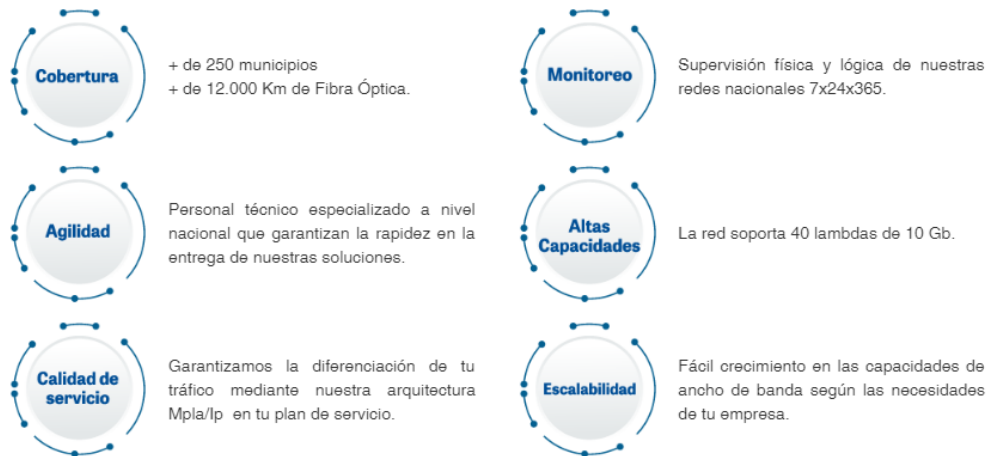 Cobertura
+ de 250 municipios
+ de 12.000 Km de Fibra Óptica.
Monitoreo
Supervisión física y lógica de nuestras
redes nacionales 7x24x365.
Agilidad
Personal técnico especializado a nivel
nacional que garantizan la rapidez en la
entrega de nuestras soluciones.
Altas
Capacidades
La red soporta 40 lambdas de 10 Gb.
Calidad de
servicio
Garantizamos la diferenciación de tu
tráfico mediante nuestra arquitectura
Mpla/Ip en tu plan de servicio.
Escalabilidad
Fácil crecimiento en las capacidades de
ancho de banda según las necesidades
de tu empresa.